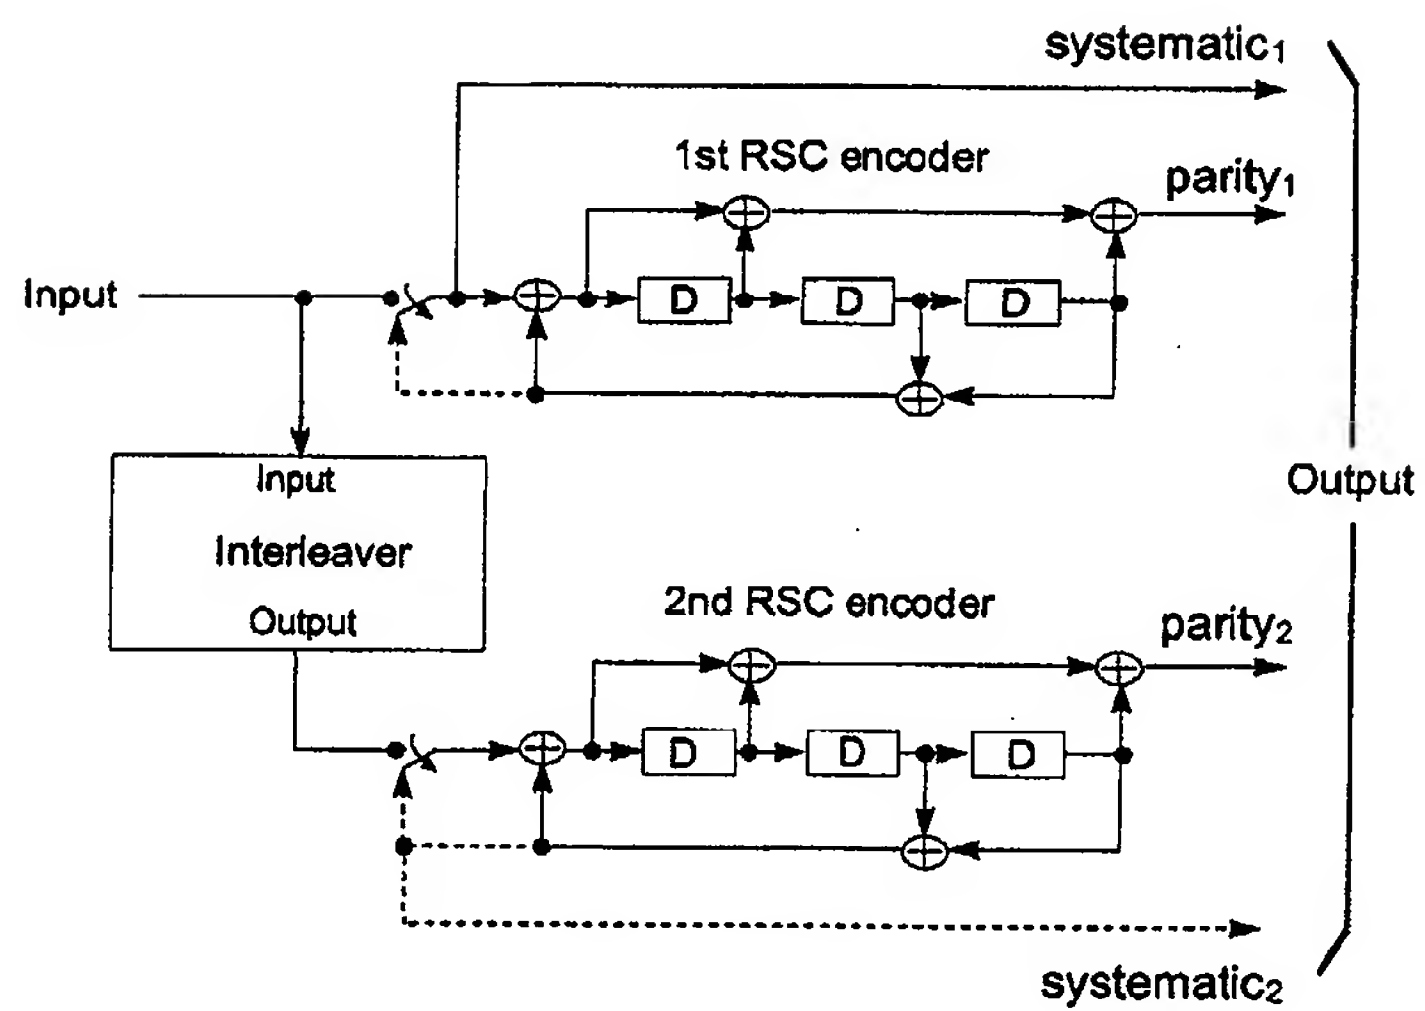 systematic1
1st RSC encoder
parity1
Input
D
D
D
Input
Interleaver
Output
Output
2nd RSC encoder
parity2
D
D
D
systematic2